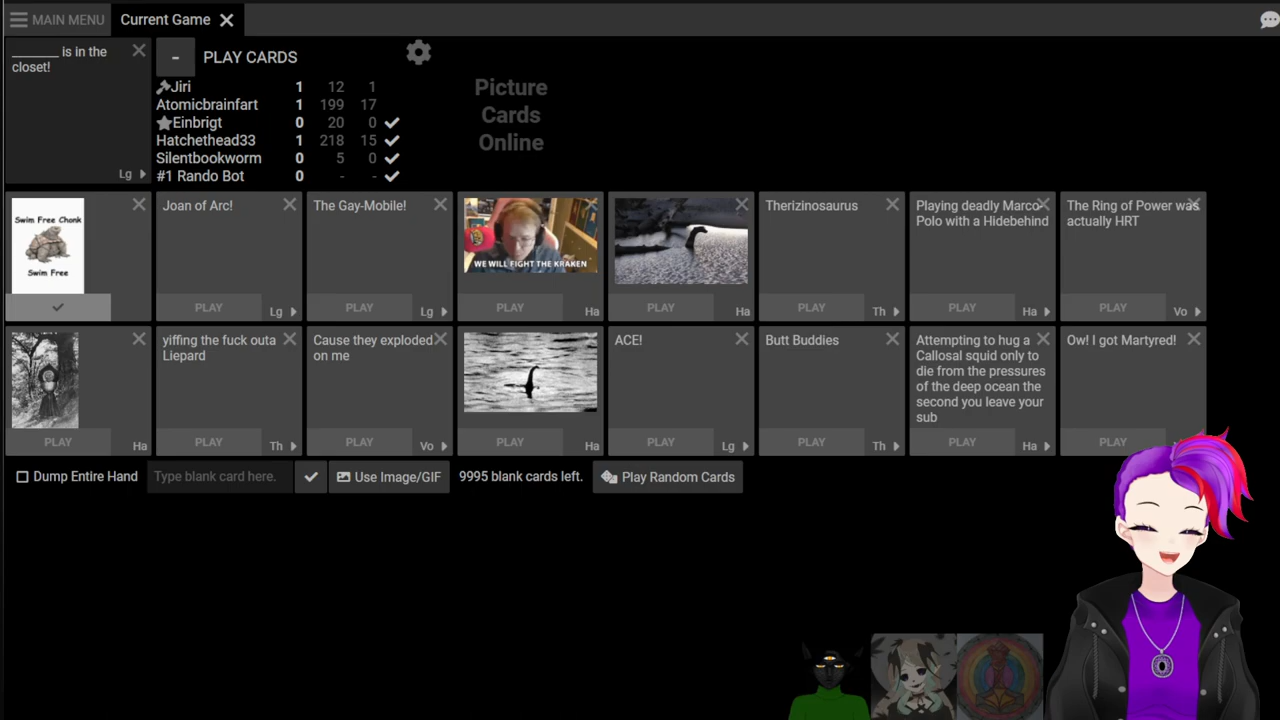 MAIN MENU
Current Game
_______ is in the
closet!
Lg
-
PLAY CARDS
Jiri 1 12 1
Atomicbrainfart 1 199 17
Einbrigt 0 20 0
Hatchethead33 1 218 15
Silentbookworm 0 5 0
#1 Rando Bot 0 - -
Picture
Cards
Online
Swim Free Chonk
Swim Free
Joan of Arc!
PLAY
Lg
The Gay-Mobile!
PLAY
Lg
WE WILL FIGHT THE KRAKEN
PLAY
Ha
PLAY
Ha
Therizinosaurus
PLAY
Th
Playing deadly Marco-
Polo with a Hidebehind
PLAY
Ha
The Ring of Power was
actually HRT
PLAY
Vo
PLAY
Ha
yiffing the fuck outa
Liepard
PLAY
Th
Cause they exploded
on me
PLAY
Vo
PLAY
Ha
ACE!
PLAY
Lg
Butt Buddies
PLAY
Th
Attempting to hug a
Callosal squid only to
die from the pressures
of the deep ocean the
second you leave your
sub
PLAY
Ha
Ow! I got Martyred!
PLAY
Dump Entire Hand
Type blank card here.
Use Image/GIF
9995 blank cards left.
Play Random Cards